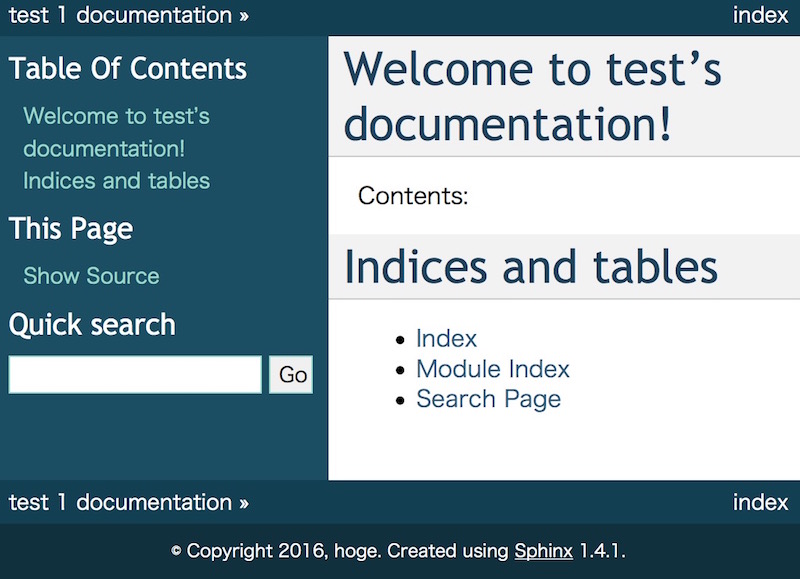 test 1 documentation »
index
Table Of Contents
Welcome to test's
documentation!
Indices and tables
This Page
Show Source
Quick search
Go
Welcome to test’s
documentation!
Contents:
Indices and tables
Index
Module Index
Search Page
test 1 documentation »
index
© Copyright 2016, hoge. Created using Sphinx 1.4.1.